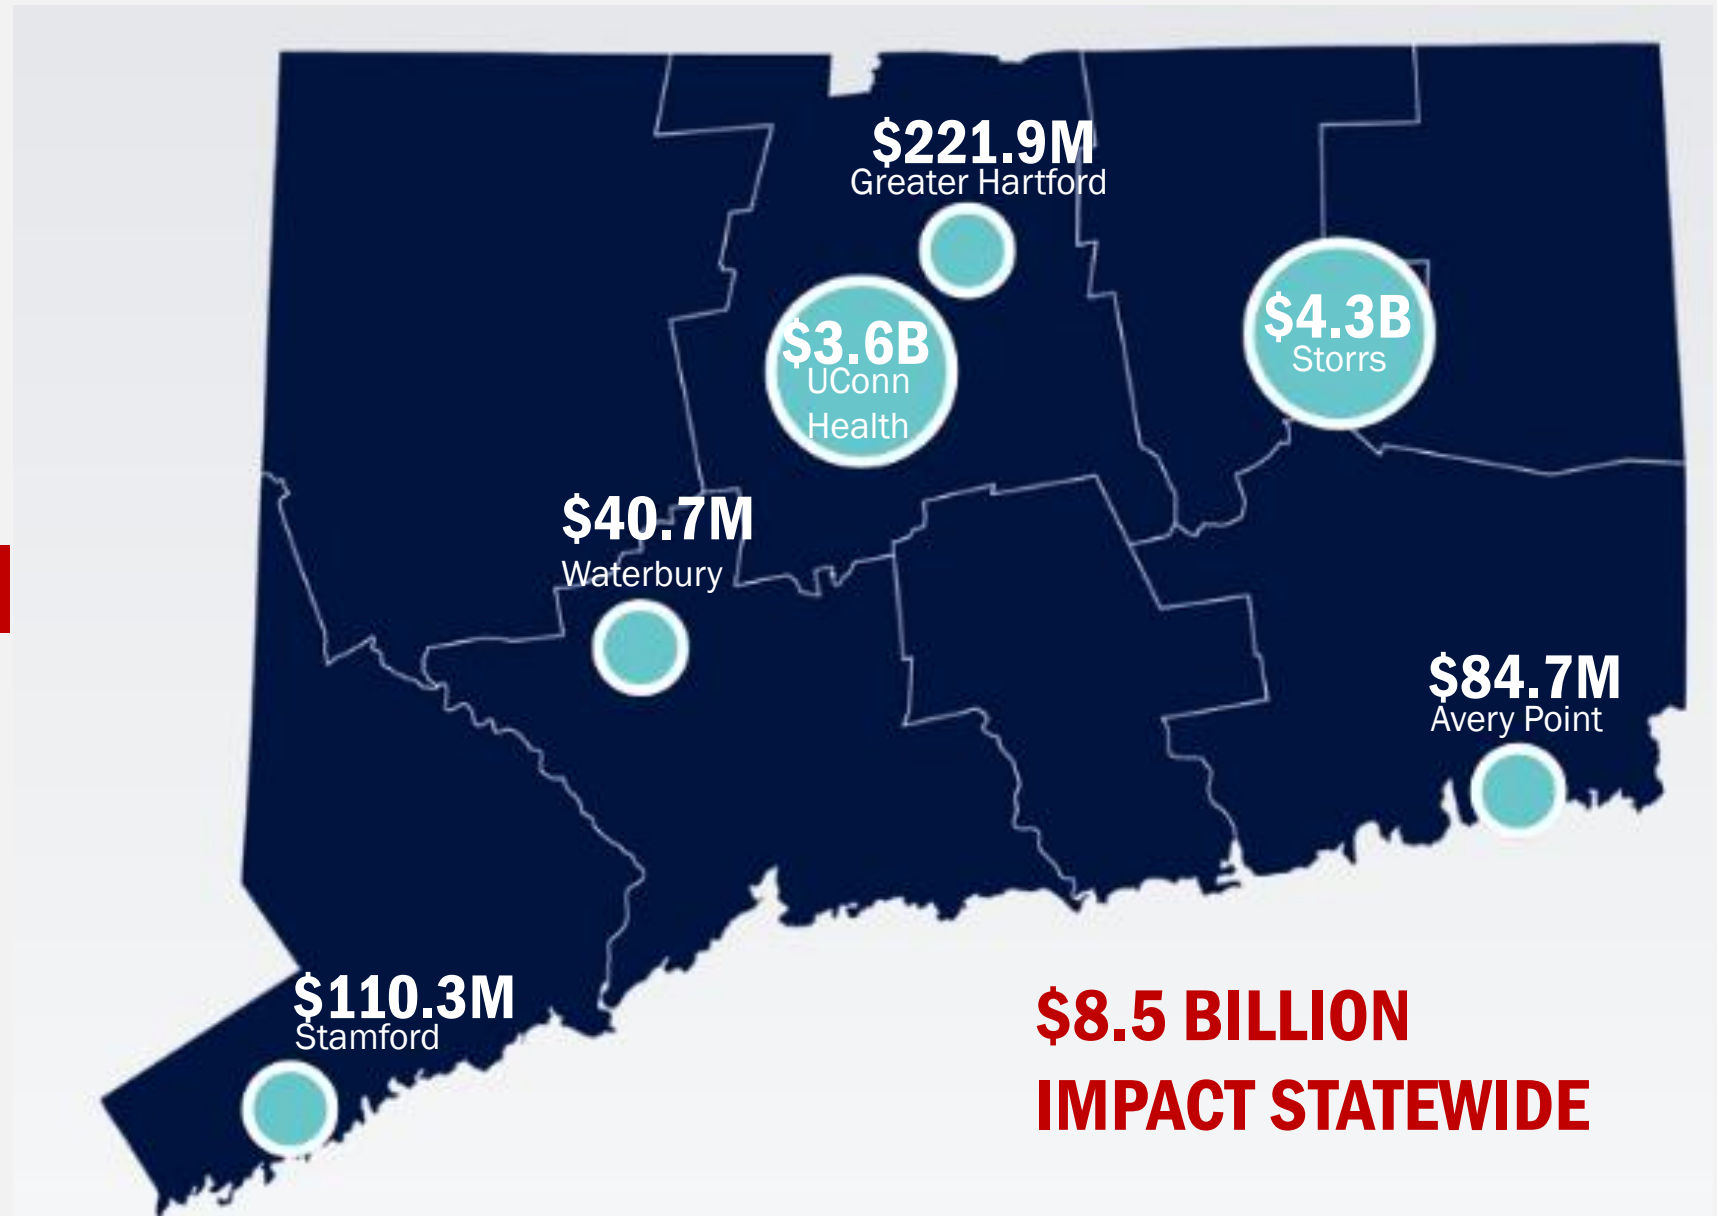 $221.9M
Greater Hartford
$4.3B
Storrs
$3.6B
UConn
Health
$40.7M
Waterbury
$84.7M
Avery Point
$110.3M
Stamford
$8.5 BILLION
IMPACT STATEWIDE